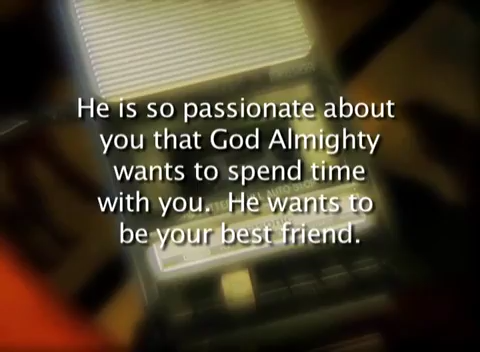 He is so passionate about
you that God Almighty
wants to spend time
with you. He wants to
be your best friend.